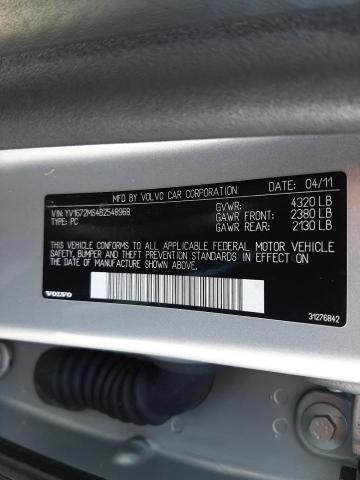 MFD BY VOLVO CAR CORPORATION DATE: 04/11
VIN: YV1672MS4B2548968 GVWR: 4320 LB
TYPE: PC GAWR FRONT: 2380 LB
GAWR REAR: 2130 LB
THIS VEHICLE CONFORMS TO ALL APPLICABLE FEDERAL MOTOR VEHICLE
SAFETY, BUMPER, AND THEFT PREVENTION STANDARDS IN EFFECT ON
THE DATE OF MANUFACTURE SHOWN ABOVE.
VOLVO 31276842